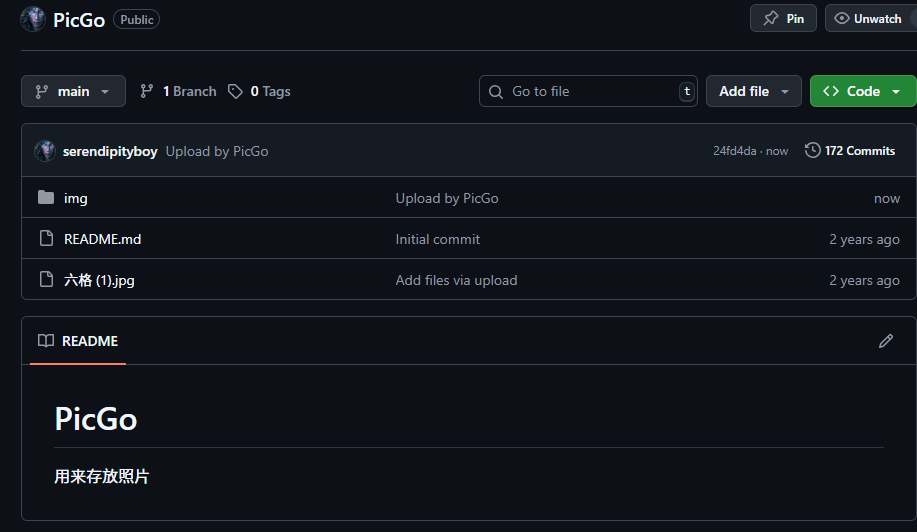 PicGo Public Pin Unwatch
main 1 Branch 0 Tags Go to file t Add file Code
serendipityboy Upload by PicGo 24fd4da · now 172 Commits
img Upload by PicGo now
README.md Initial commit 2 years ago
六格 (1).jpg Add files via upload 2 years ago
README
PicGo
用来存放照片